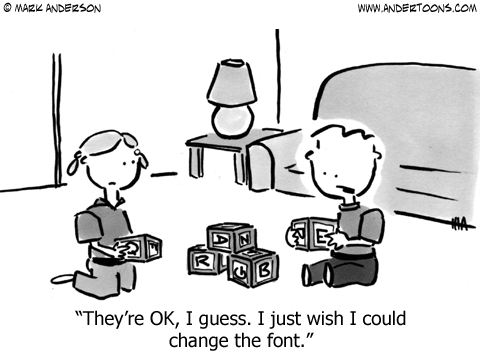 © MARK ANDERSON
WWW.ANDERTOONS.COM
D N
E
R B
"They're OK, I guess. I just wish I could
change the font."